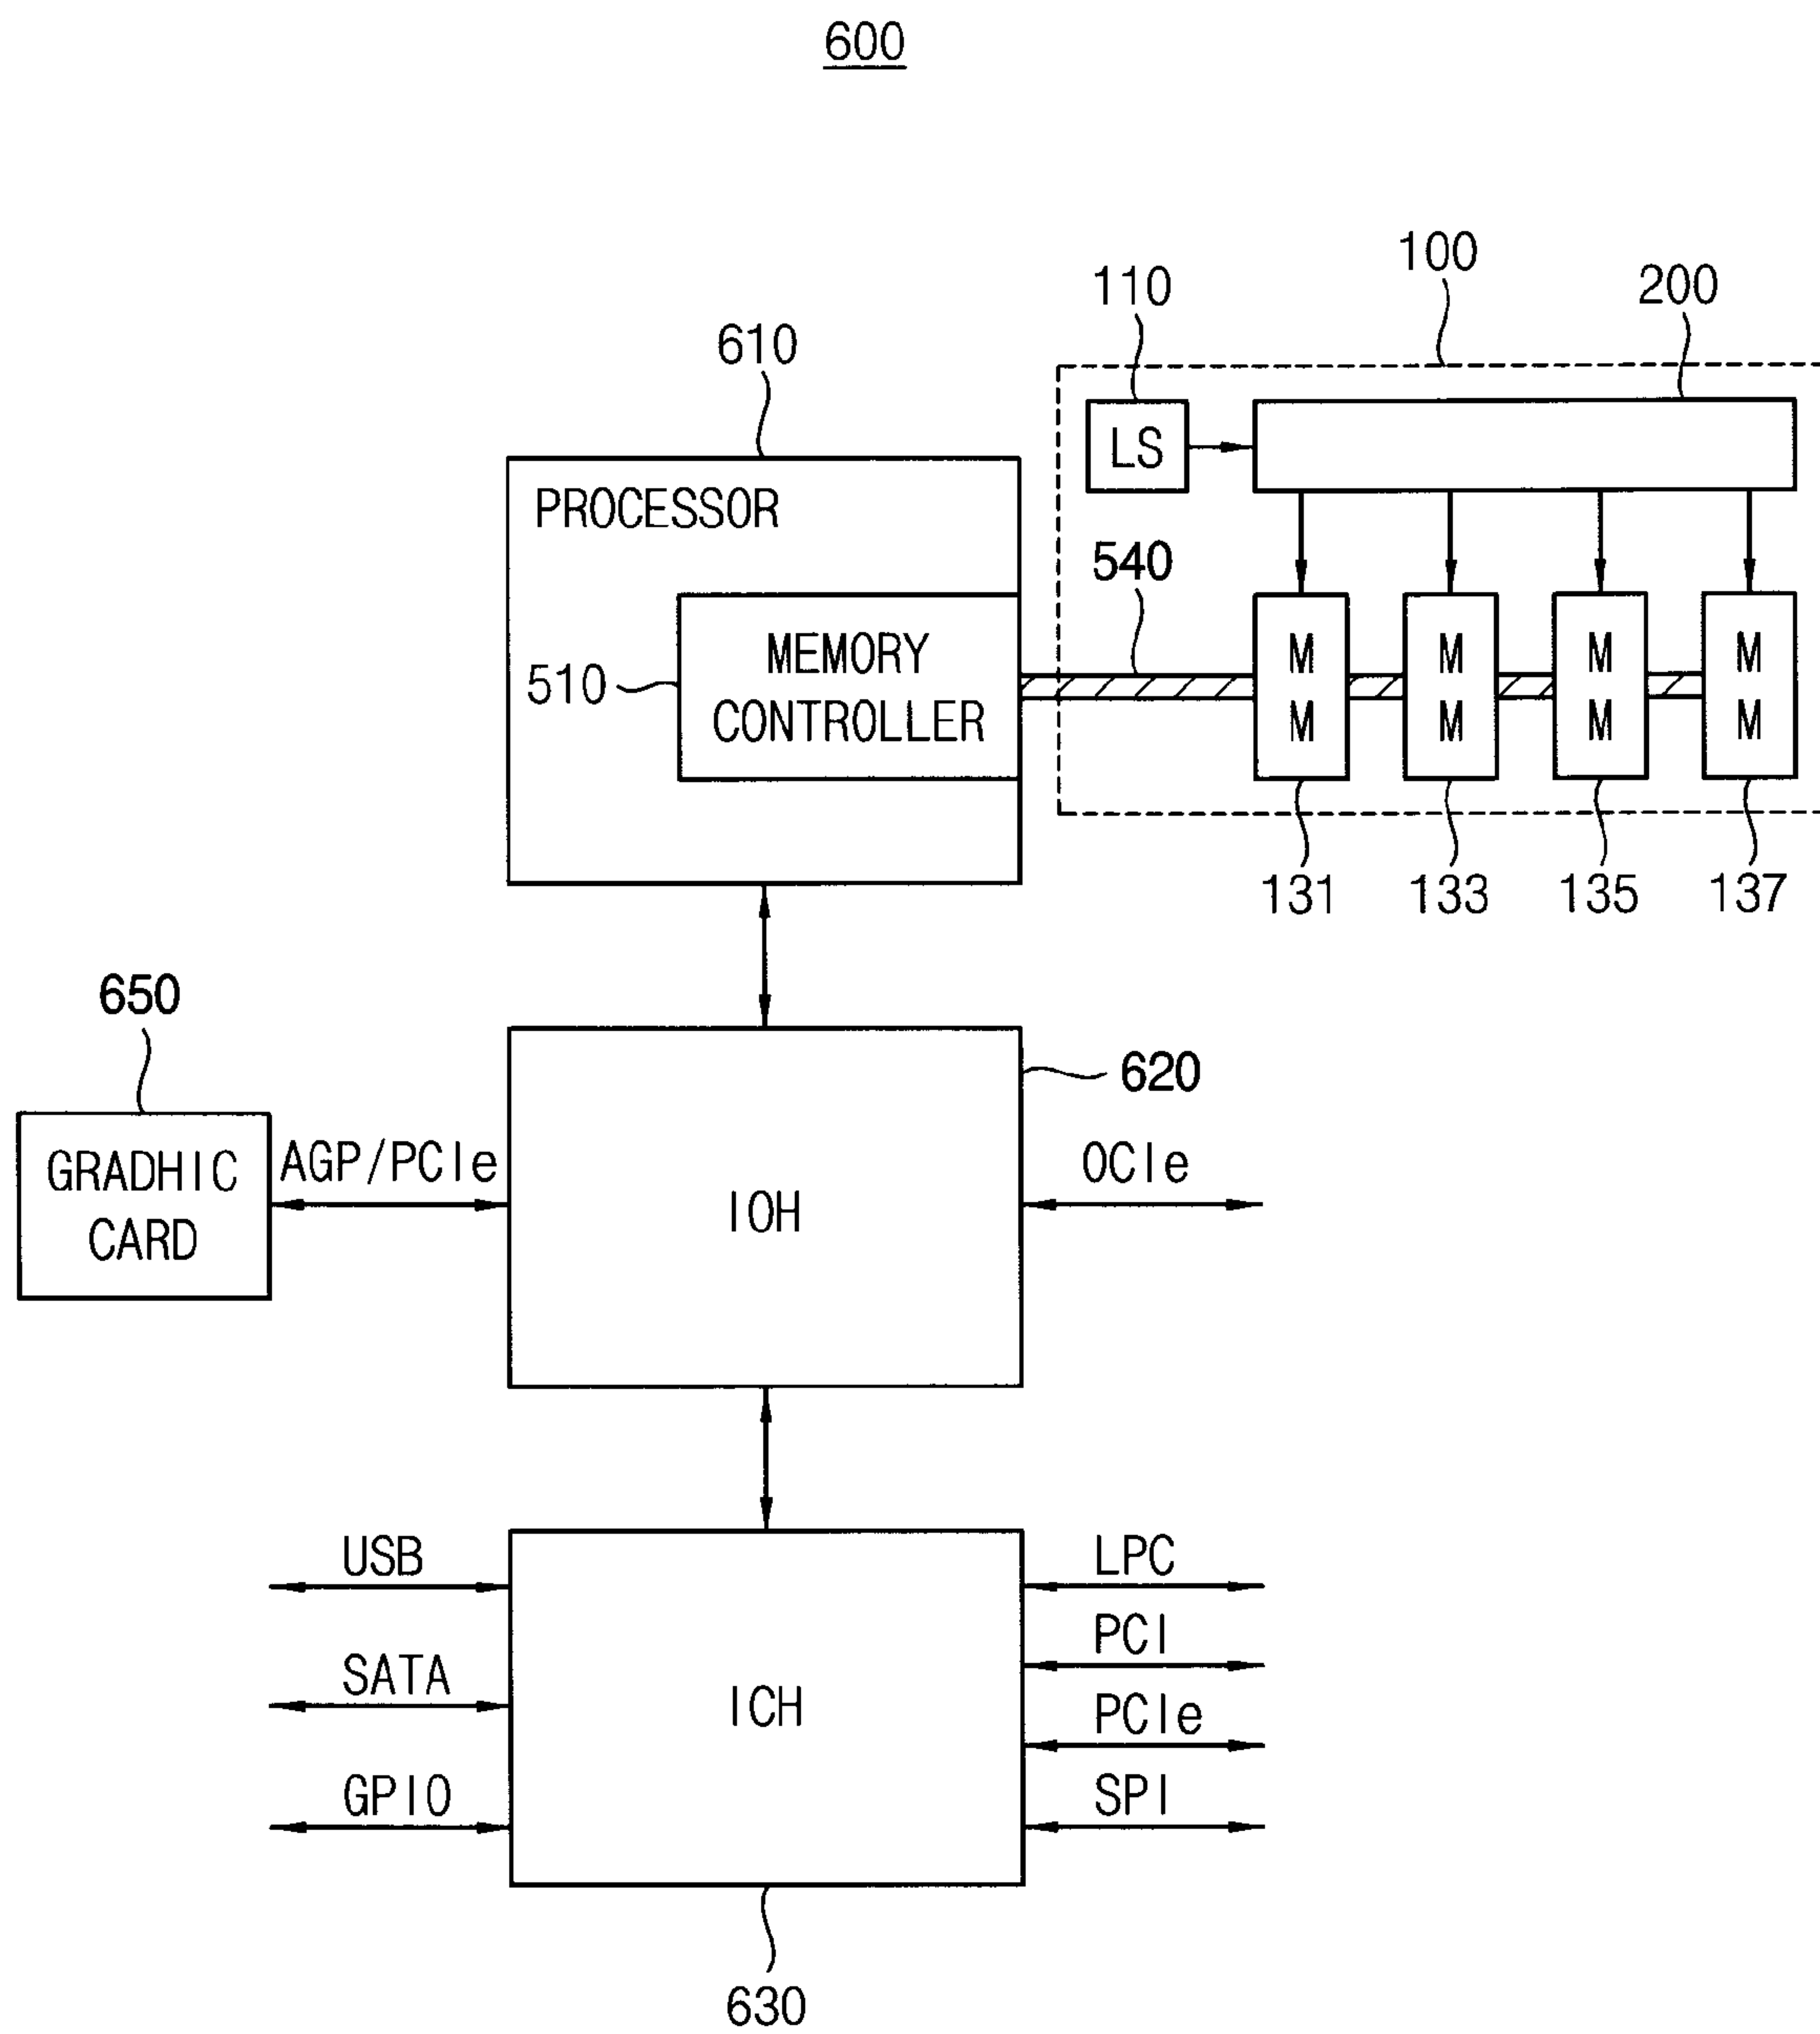 600
100
110
200
610
LS
PROCESSOR
540
MEMORY
CONTROLLER
510
M
M
M
M
M
M
M
M
131
133
135
137
650
620
GRADHIC
CARD
AGP/PCIe
IOH
OCIe
USB
SATA
GPIO
ICH
LPC
PCI
PCIe
SPI
630